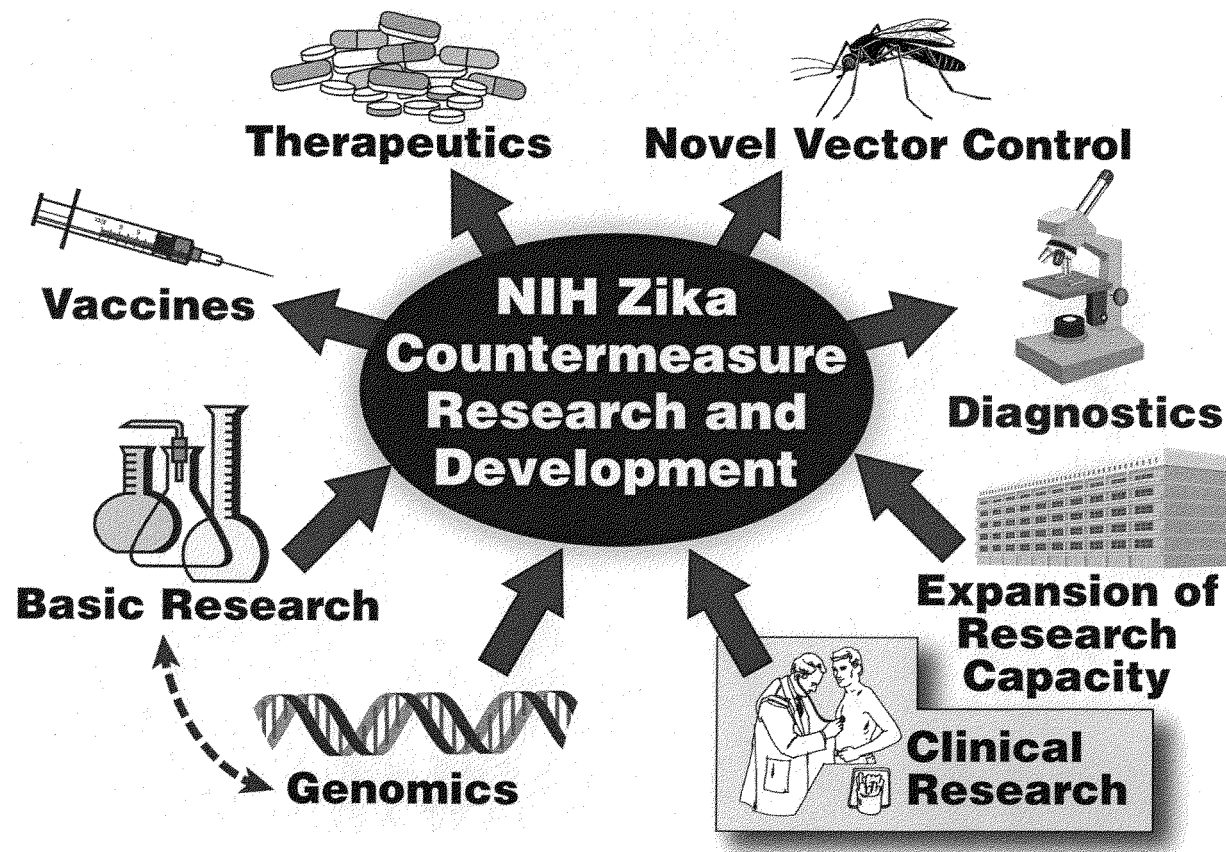 Therapeutics
Novel Vector Control
Vaccines
NIH Zika
Countermeasure
Research and
Development
Diagnostics
Basic Research
Expansion of
Research
Capacity
Genomics
Clinical
Research